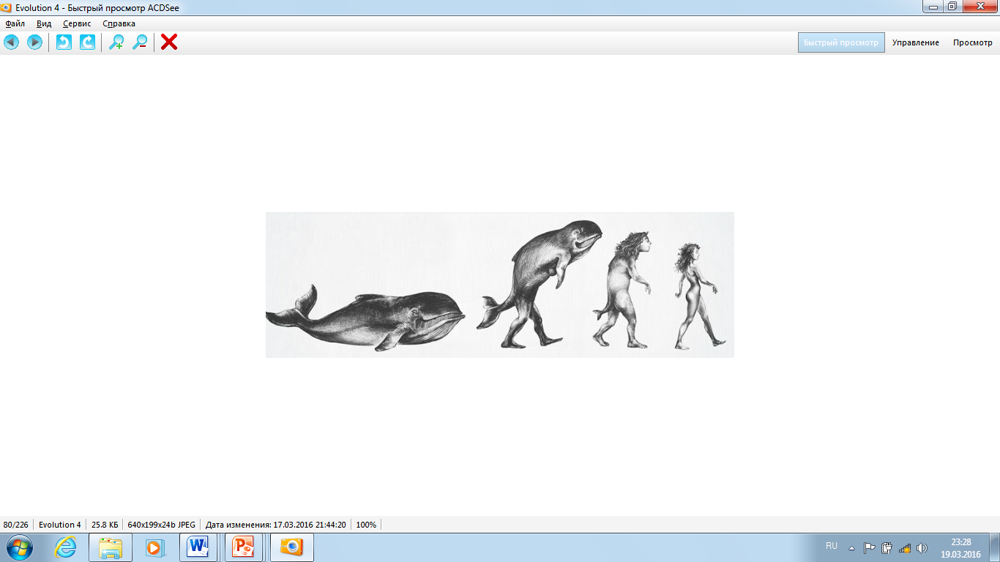 Evolution 4 - Быстрый просмотр ACDSee
Файл Вид Сервис Справка
Быстрый просмотр Управление Просмотр
80/226 Evolution 4 25.8 КБ 640x199x24b JPEG Дата изменения: 17.03.2016 21:44:20 100%
RU 23:28
19.03.2016